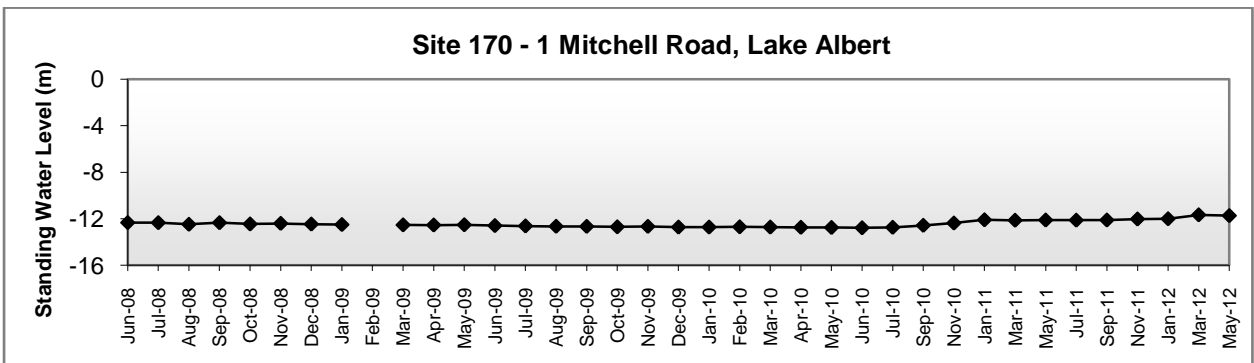 Site 170 - 1 Mitchell Road, Lake Albert
Standing Water Level (m)
0
-4
-8
-12
-16
Jun-08
Jul-08
Aug-08
Sep-08
Oct-08
Nov-08
Dec-08
Jan-09
Feb-09
Mar-09
Apr-09
May-09
Jun-09
Jul-09
Aug-09
Sep-09
Oct-09
Nov-09
Dec-09
Jan-10
Feb-10
Mar-10
Apr-10
May-10
Jun-10
Jul-10
Sep-10
Nov-10
Jan-11
Mar-11
May-11
Jul-11
Sep-11
Nov-11
Jan-12
Mar-12
May-12